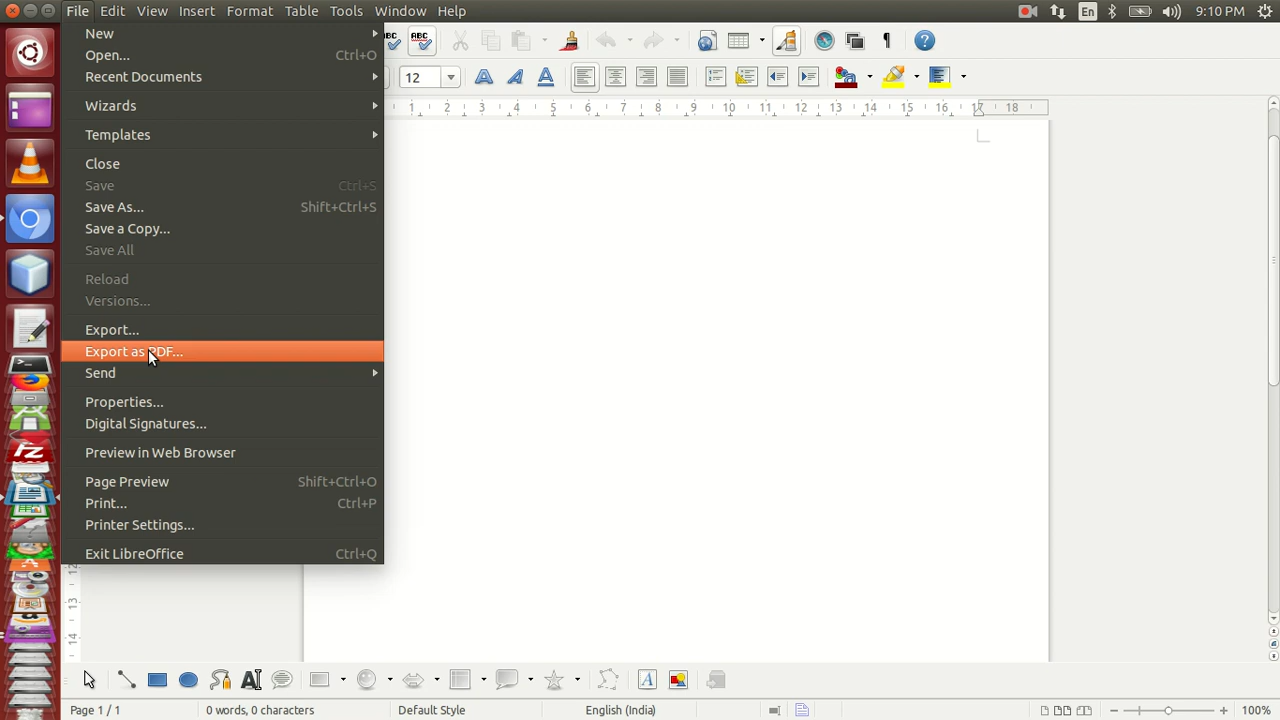 File Edit View Insert Format Table Tools Window Help En 9:10 PM
New
Open... Ctrl+O
Recent Documents
Wizards
Templates
Close
Save Ctrl+S
Save As... Shift+Ctrl+S
Save a Copy...
Save All
Reload
Versions...
Export...
Export as PDF...
Send
Properties...
Digital Signatures...
Preview in Web Browser
Page Preview Shift+Ctrl+O
Print... Ctrl+P
Printer Settings...
Exit LibreOffice Ctrl+Q
12
1 2 3 4 5 6 7 8 9 10 11 12 13 14 15 16 17 18
13
14
Page 1 / 1 0 words, 0 characters Default Style English (India) 100%